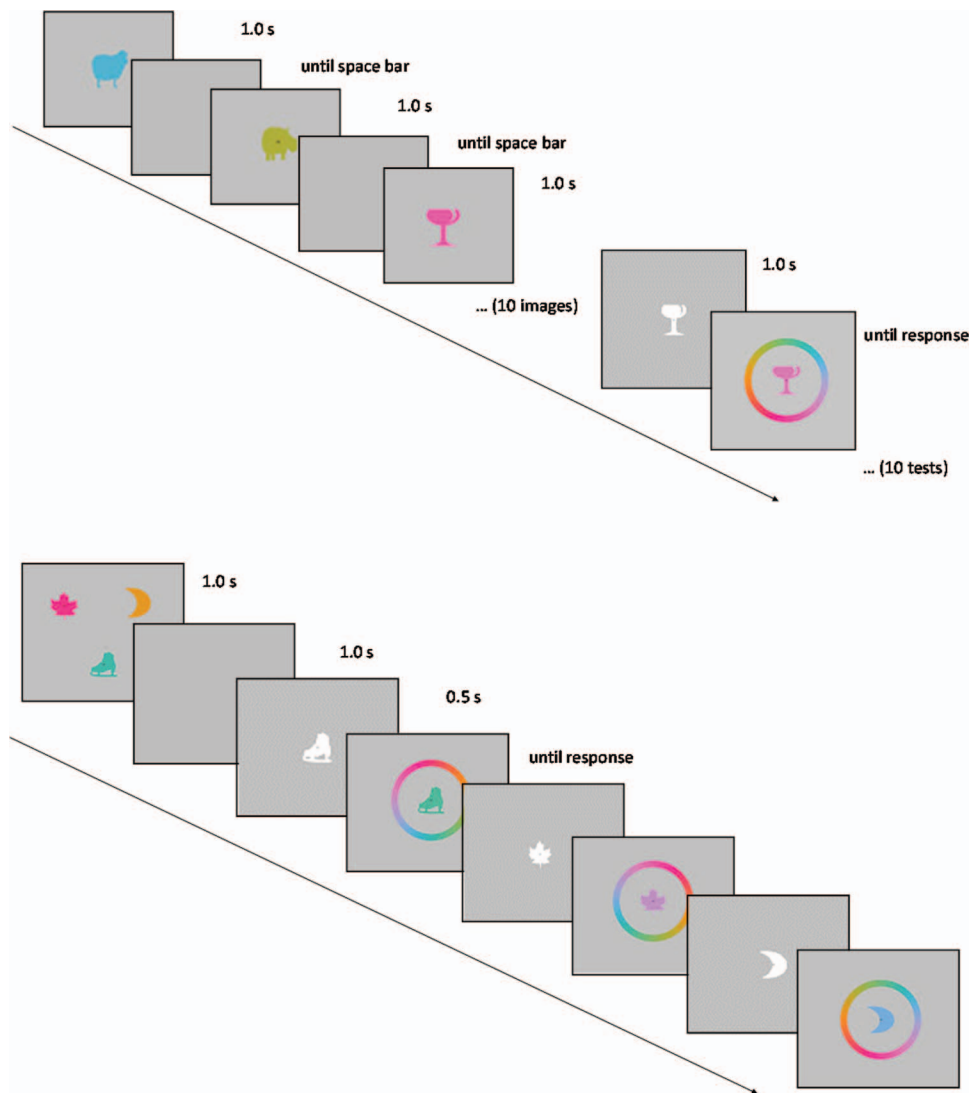 1.0 s
until space bar
1.0 s
until space bar
1.0 s
... (10 images)
1.0 s
until response
... (10 tests)
1.0 s
1.0 s
0.5 s
until response